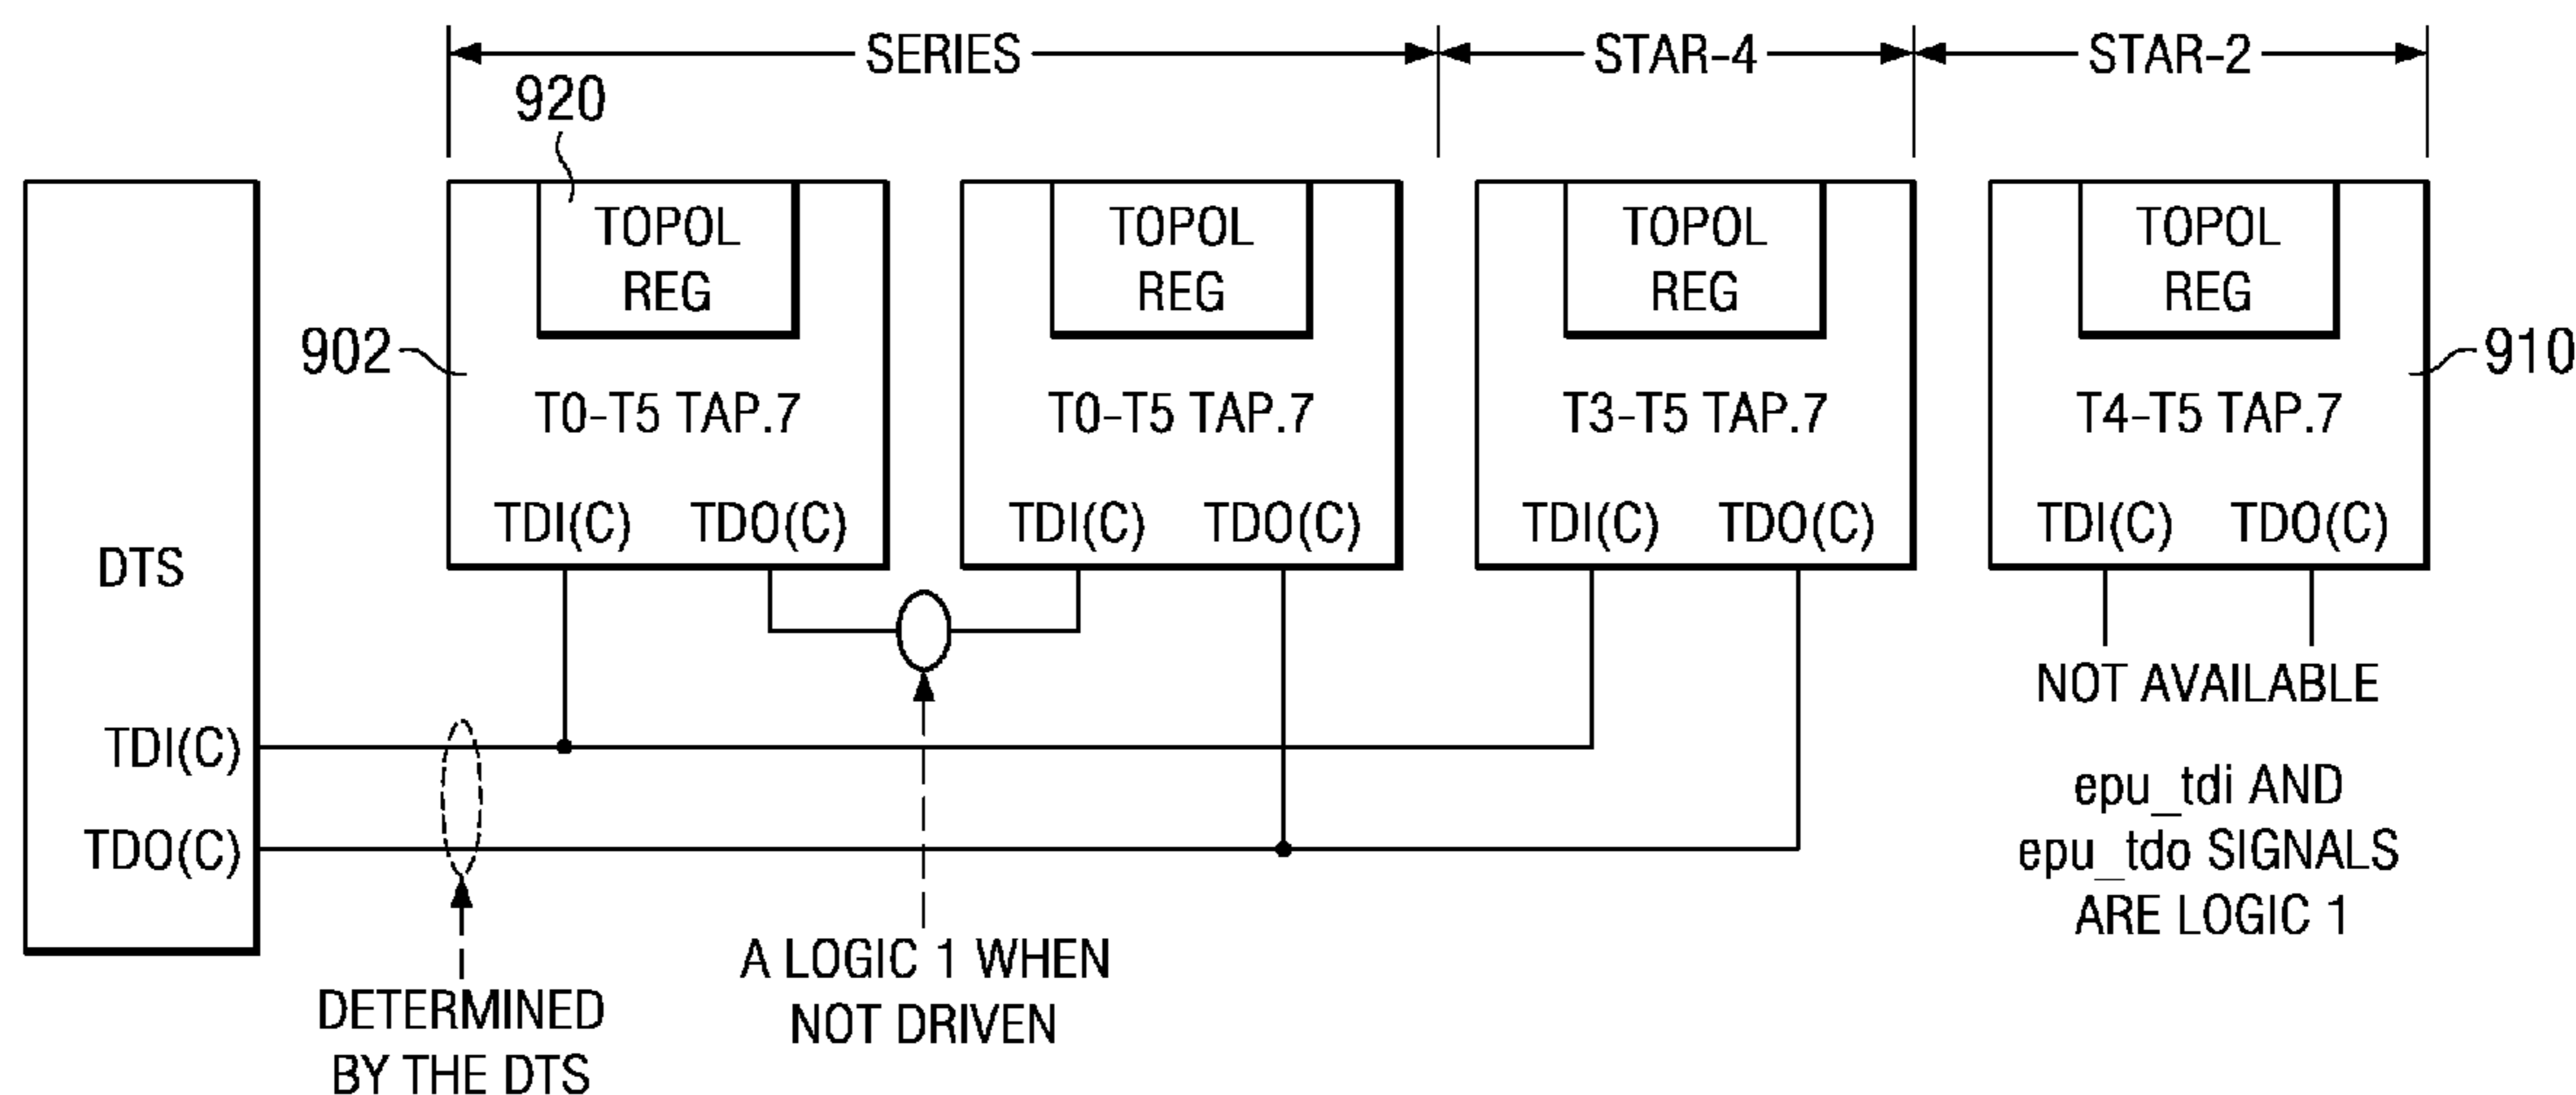 SERIES
STAR-4
STAR-2
920
TOPOL
REG
TOPOL
REG
TOPOL
REG
TOPOL
REG
902
910
T0-T5 TAP.7
T0-T5 TAP.7
T3-T5 TAP.7
T4-T5 TAP.7
TDI(C) TDO(C)
TDI(C) TDO(C)
TDI(C) TDO(C)
TDI(C) TDO(C)
DTS
TDI(C)
TDO(C)
NOT AVAILABLE
epu_tdi AND
epu_tdo SIGNALS
ARE LOGIC 1
A LOGIC 1 WHEN
NOT DRIVEN
DETERMINED
BY THE DTS